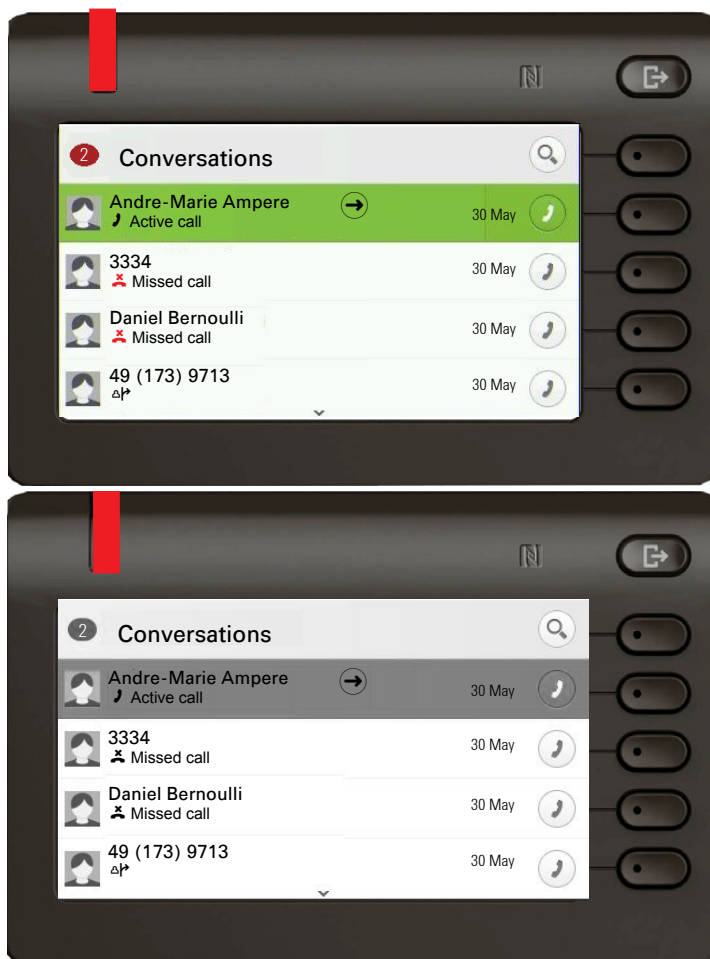 2 Conversations
Andre-Marie Ampere
Active call
30 May
3334
Missed call
30 May
Daniel Bernoulli
Missed call
30 May
49 (173) 9713
30 May
2 Conversations
Andre-Marie Ampere
Active call
30 May
3334
Missed call
30 May
Daniel Bernoulli
Missed call
30 May
49 (173) 9713
30 May